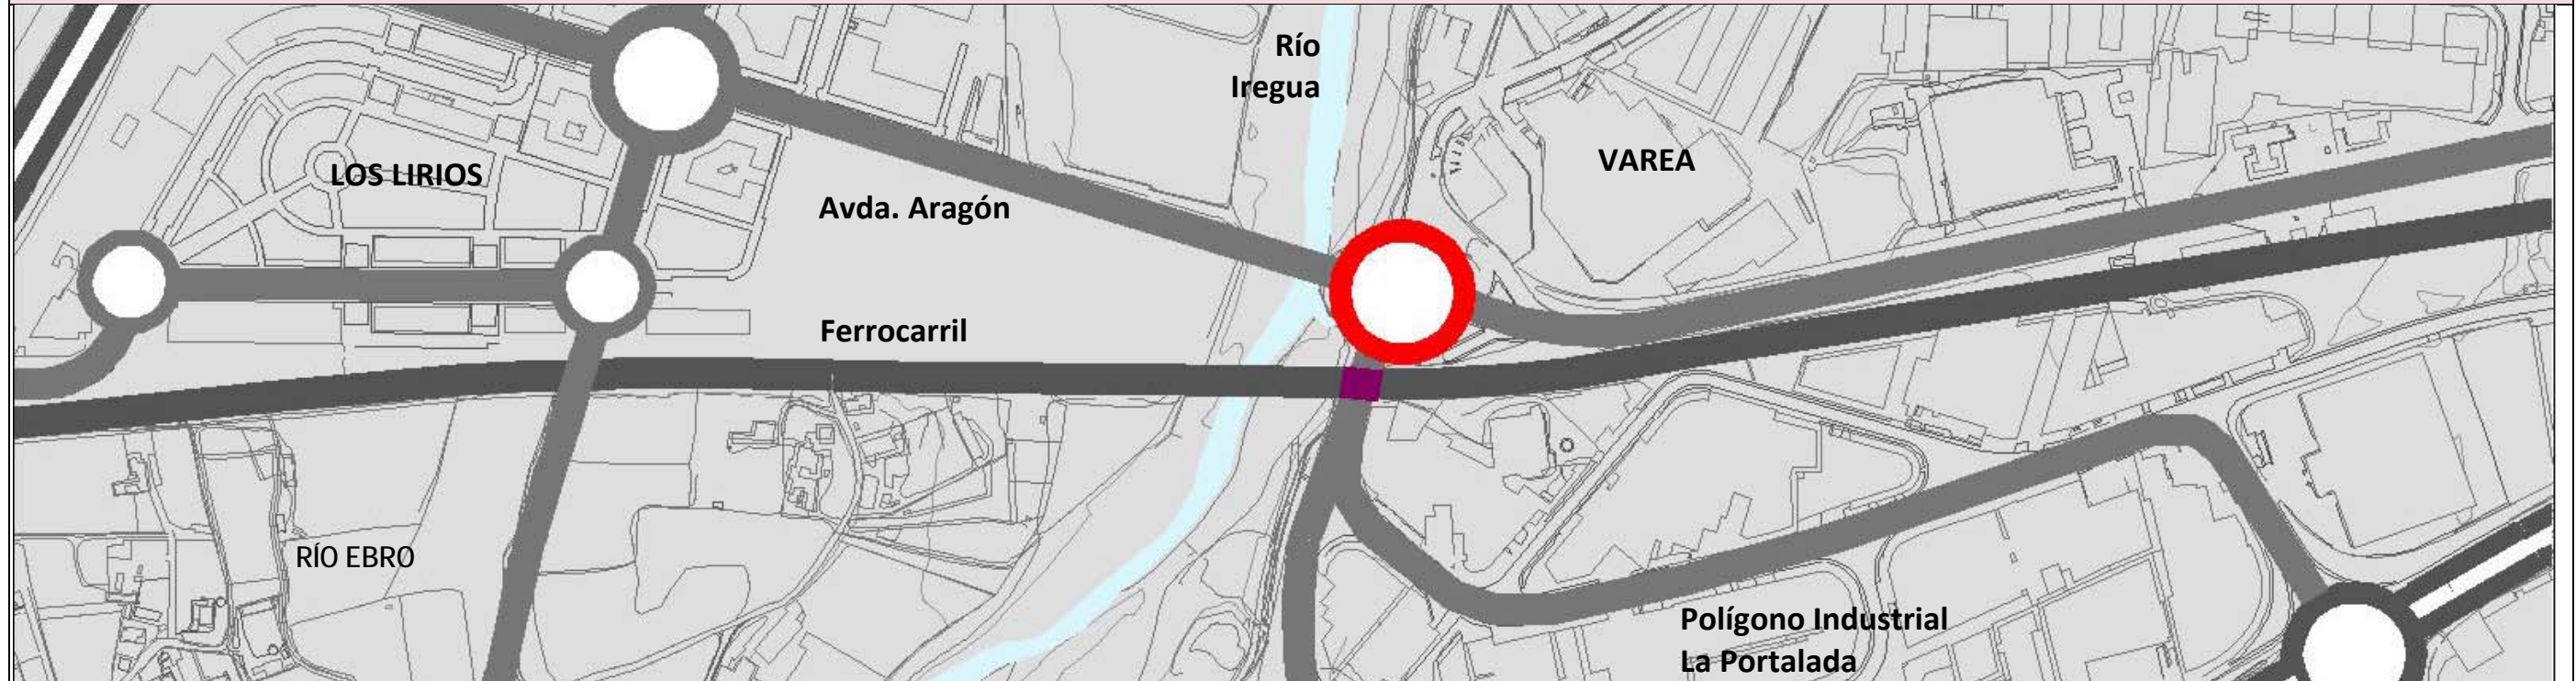 Río
Iregua
VAREA
LOS LIRIOS
Avda. Aragón
Ferrocarril
RÍO EBRO
Polígono Industrial
La Portalada